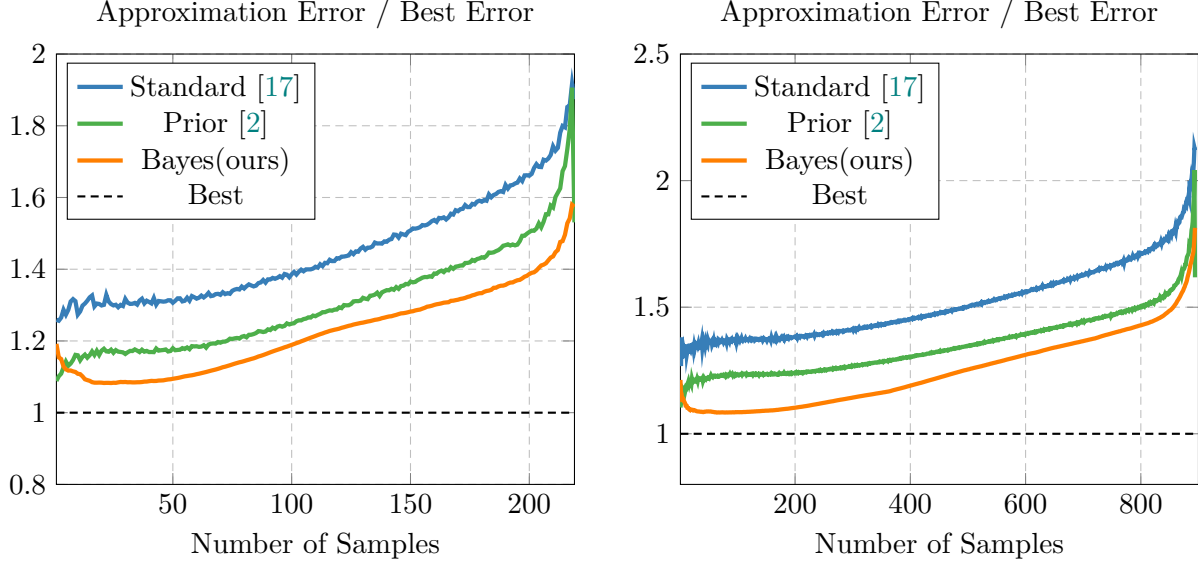 Approximation Error / Best Error
2
1.8
1.6
1.4
1.2
1
0.8
Standard [17]
Prior [2]
Bayes(ours)
Best
50
100
150
200
Number of Samples
Approximation Error / Best Error
2.5
2
1.5
1
Standard [17]
Prior [2]
Bayes(ours)
Best
200
400
600
800
Number of Samples